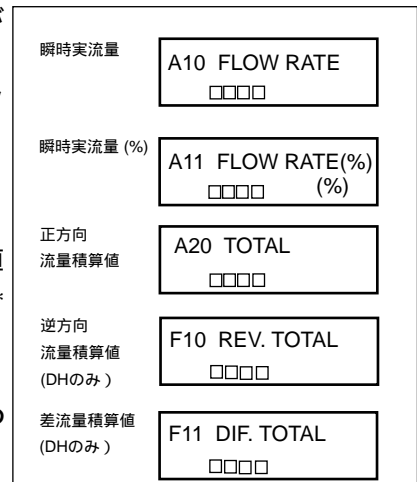 瞬時実流量
A10 FLOW RATE
□□□□
瞬時実流量 (%)
A11 FLOW RATE(%)
□□□□ (%)
正方向
流量積算値
A20 TOTAL
□□□□
逆方向
流量積算値
(DHのみ)
F10 REV. TOTAL
□□□□
差流量積算値
(DHのみ)
F11 DIF. TOTAL
□□□□